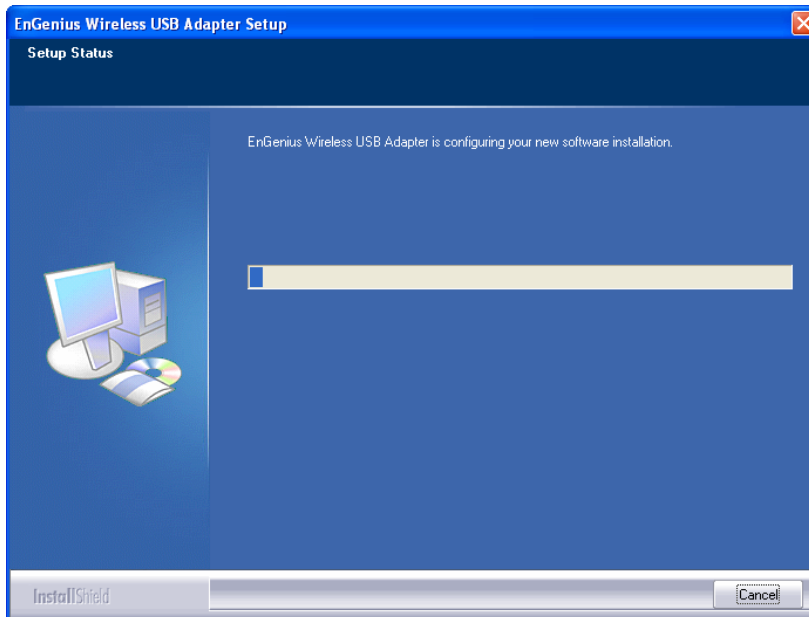 EnGenius Wireless USB Adapter Setup
Setup Status
EnGenius Wireless USB Adapter is configuring your new software installation.
InstallShield
Cancel